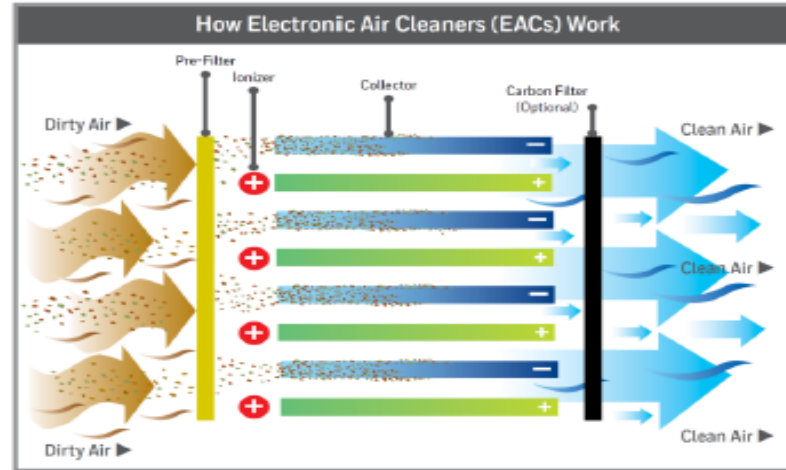 How Electronic Air Cleaners (EACs) Work
Pre-Filter
Ionizer
Collector
Carbon Filter
(Optional)
Dirty Air ►
Clean Air ►
+
−
+
+
−
+
Clean Air ►
+
−
+
+
−
+
Dirty Air ►
Clean Air ►